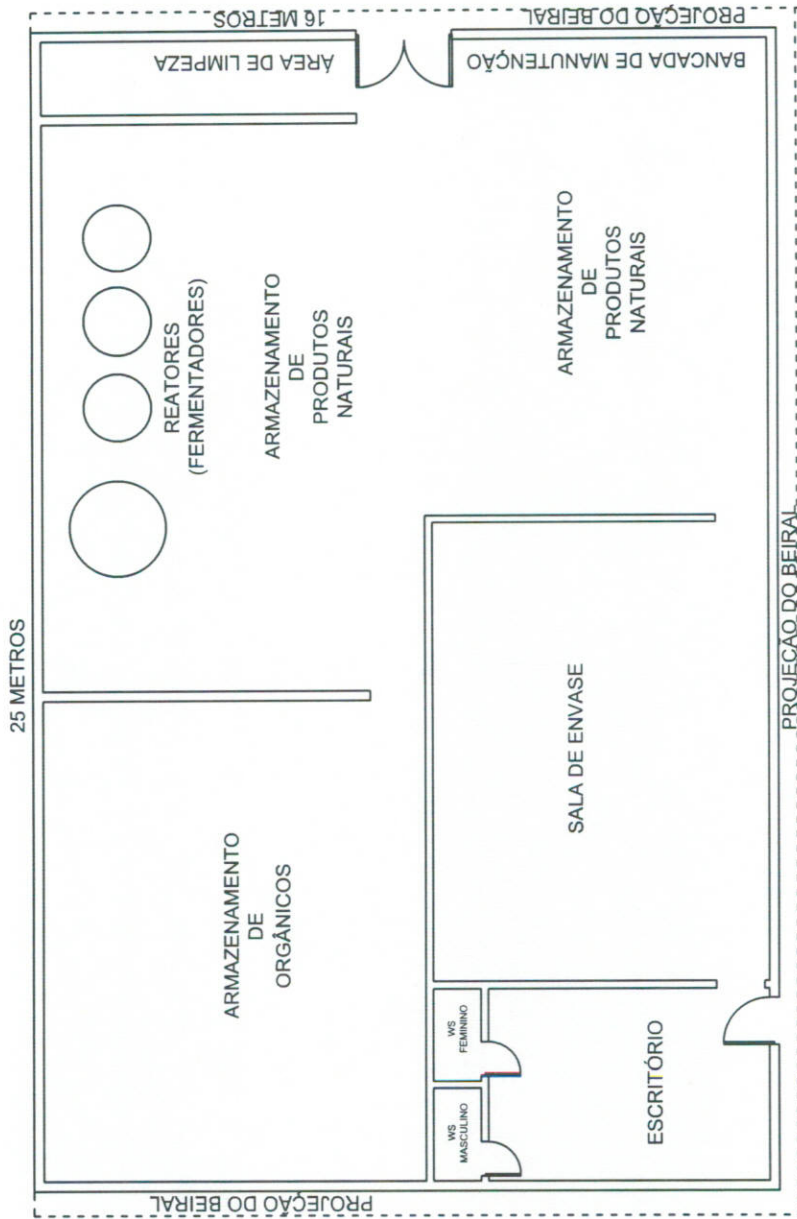 25 METROS
16 METROS
PROJEÇÃO DO BEIRAL
ÁREA DE LIMPEZA
BANCADA DE MANUTENÇÃO
REATORES
(FERMENTADORES)
ARMAZENAMENTO
DE
PRODUTOS
NATURAIS
ARMAZENAMENTO
DE
PRODUTOS
NATURAIS
ARMAZENAMENTO
DE
ORGÂNICOS
SALA DE ENVASE
WS
FEMININO
WS
MASCULINO
ESCRITÓRIO
PROJEÇÃO DO BEIRAL
PROJEÇÃO DO BEIRAL